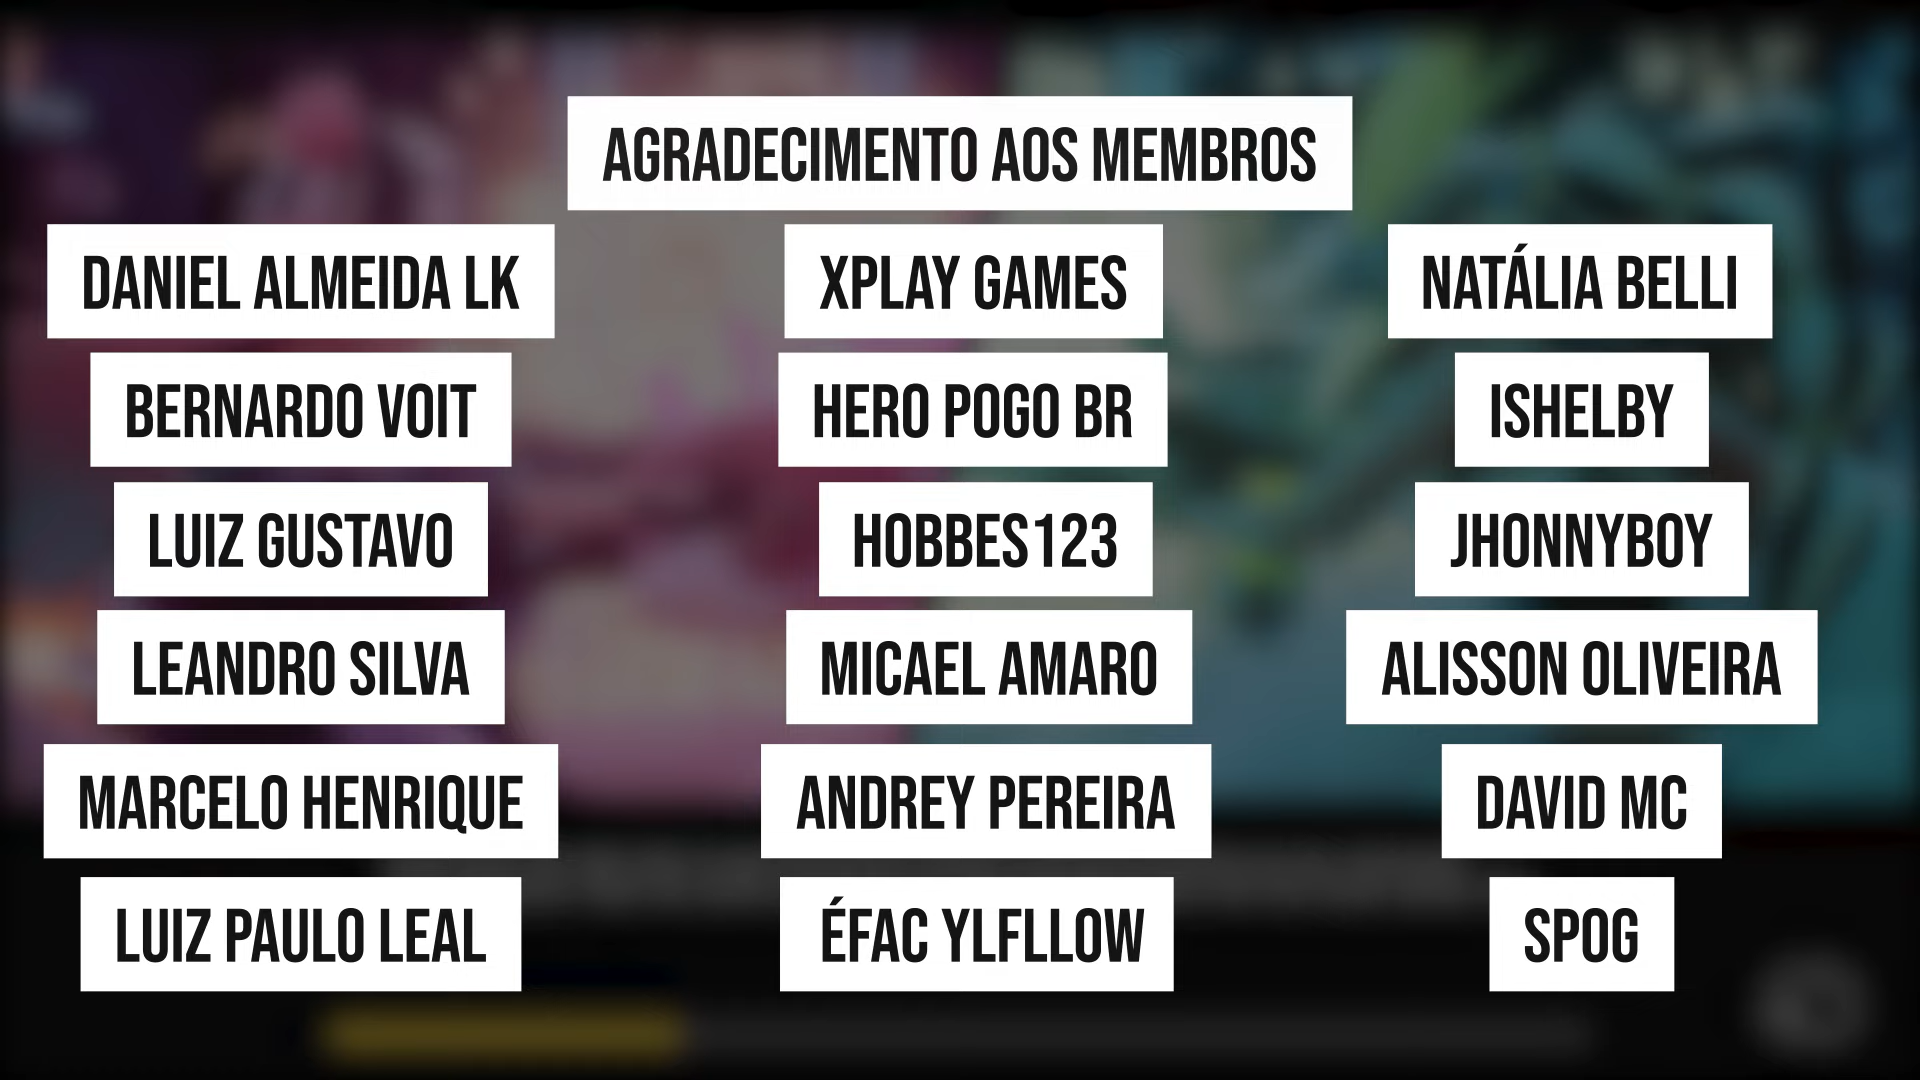 AGRADECIMENTO AOS MEMBROS
DANIEL ALMEIDA LK
XPLAY GAMES
NATÁLIA BELLI
BERNARDO VOIT
HERO POGO BR
ISHELBY
LUIZ GUSTAVO
HOBBES123
JHONNYBOY
LEANDRO SILVA
MICAEL AMARO
ALISSON OLIVEIRA
MARCELO HENRIQUE
ANDREY PEREIRA
DAVID MC
LUIZ PAULO LEAL
ÉFAC YLFLLOW
SPOG